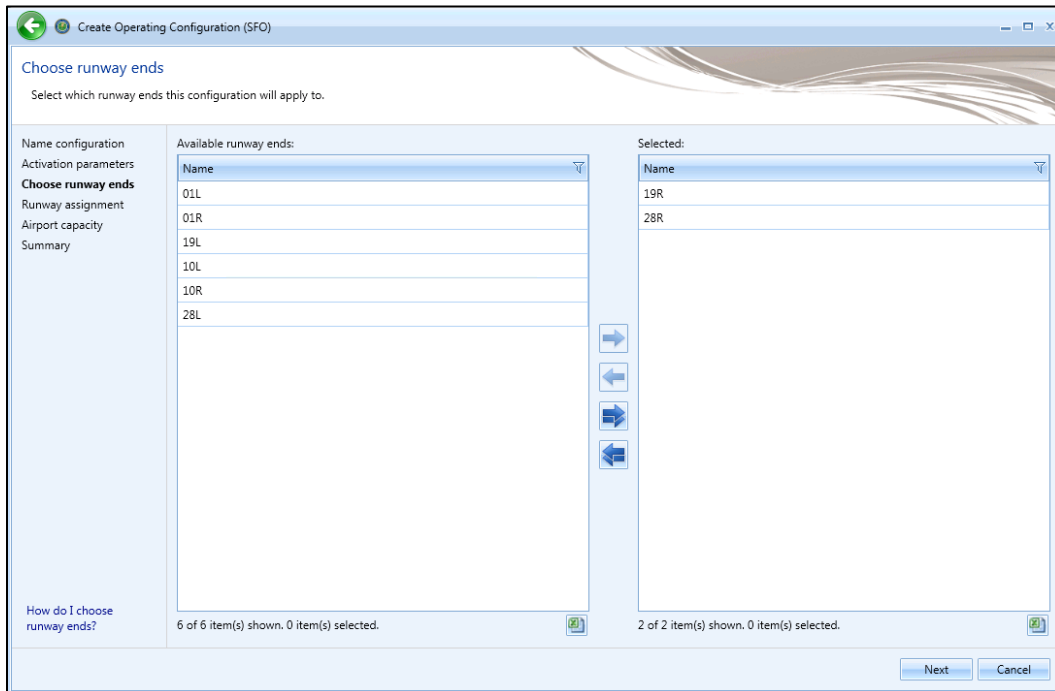 Create Operating Configuration (SFO)
Choose runway ends
Select which runway ends this configuration will apply to.
Name configuration
Activation parameters
Choose runway ends
Runway assignment
Airport capacity
Summary
How do I choose
runway ends?
Available runway ends:
Name
01L
01R
19L
10L
10R
28L
6 of 6 item(s) shown. 0 item(s) selected.
Selected:
Name
19R
28R
2 of 2 item(s) shown. 0 item(s) selected.
Next
Cancel